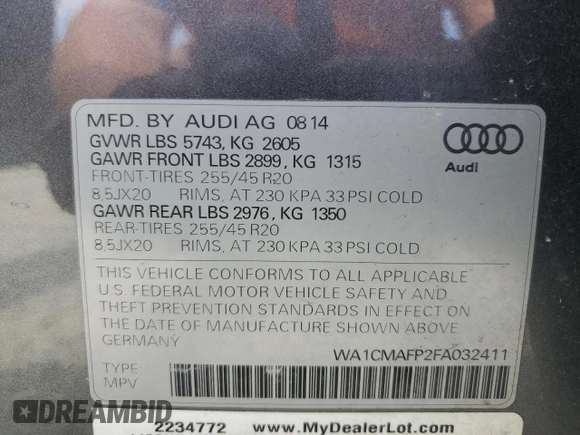 MFD. BY AUDI AG 08 14
GVWR LBS 5743, KG 2605
GAWR FRONT LBS 2899, KG 1315
FRONT-TIRES 255/45 R20
8,5JX20 RIMS, AT 230 KPA 33 PSI COLD
GAWR REAR LBS 2976, KG 1350
REAR-TIRES 255/45 R20
8,5JX20 RIMS, AT 230 KPA 33 PSI COLD
Audi
THIS VEHICLE CONFORMS TO ALL APPLICABLE
U.S. FEDERAL MOTOR VEHICLE SAFETY AND
THEFT PREVENTION STANDARDS IN EFFECT ON
THE DATE OF MANUFACTURE SHOWN ABOVE
GERMANY
WA1CMAFP2FA032411
TYPE
MPV
DREAMBID
2234772 www.MyDealerLot.com